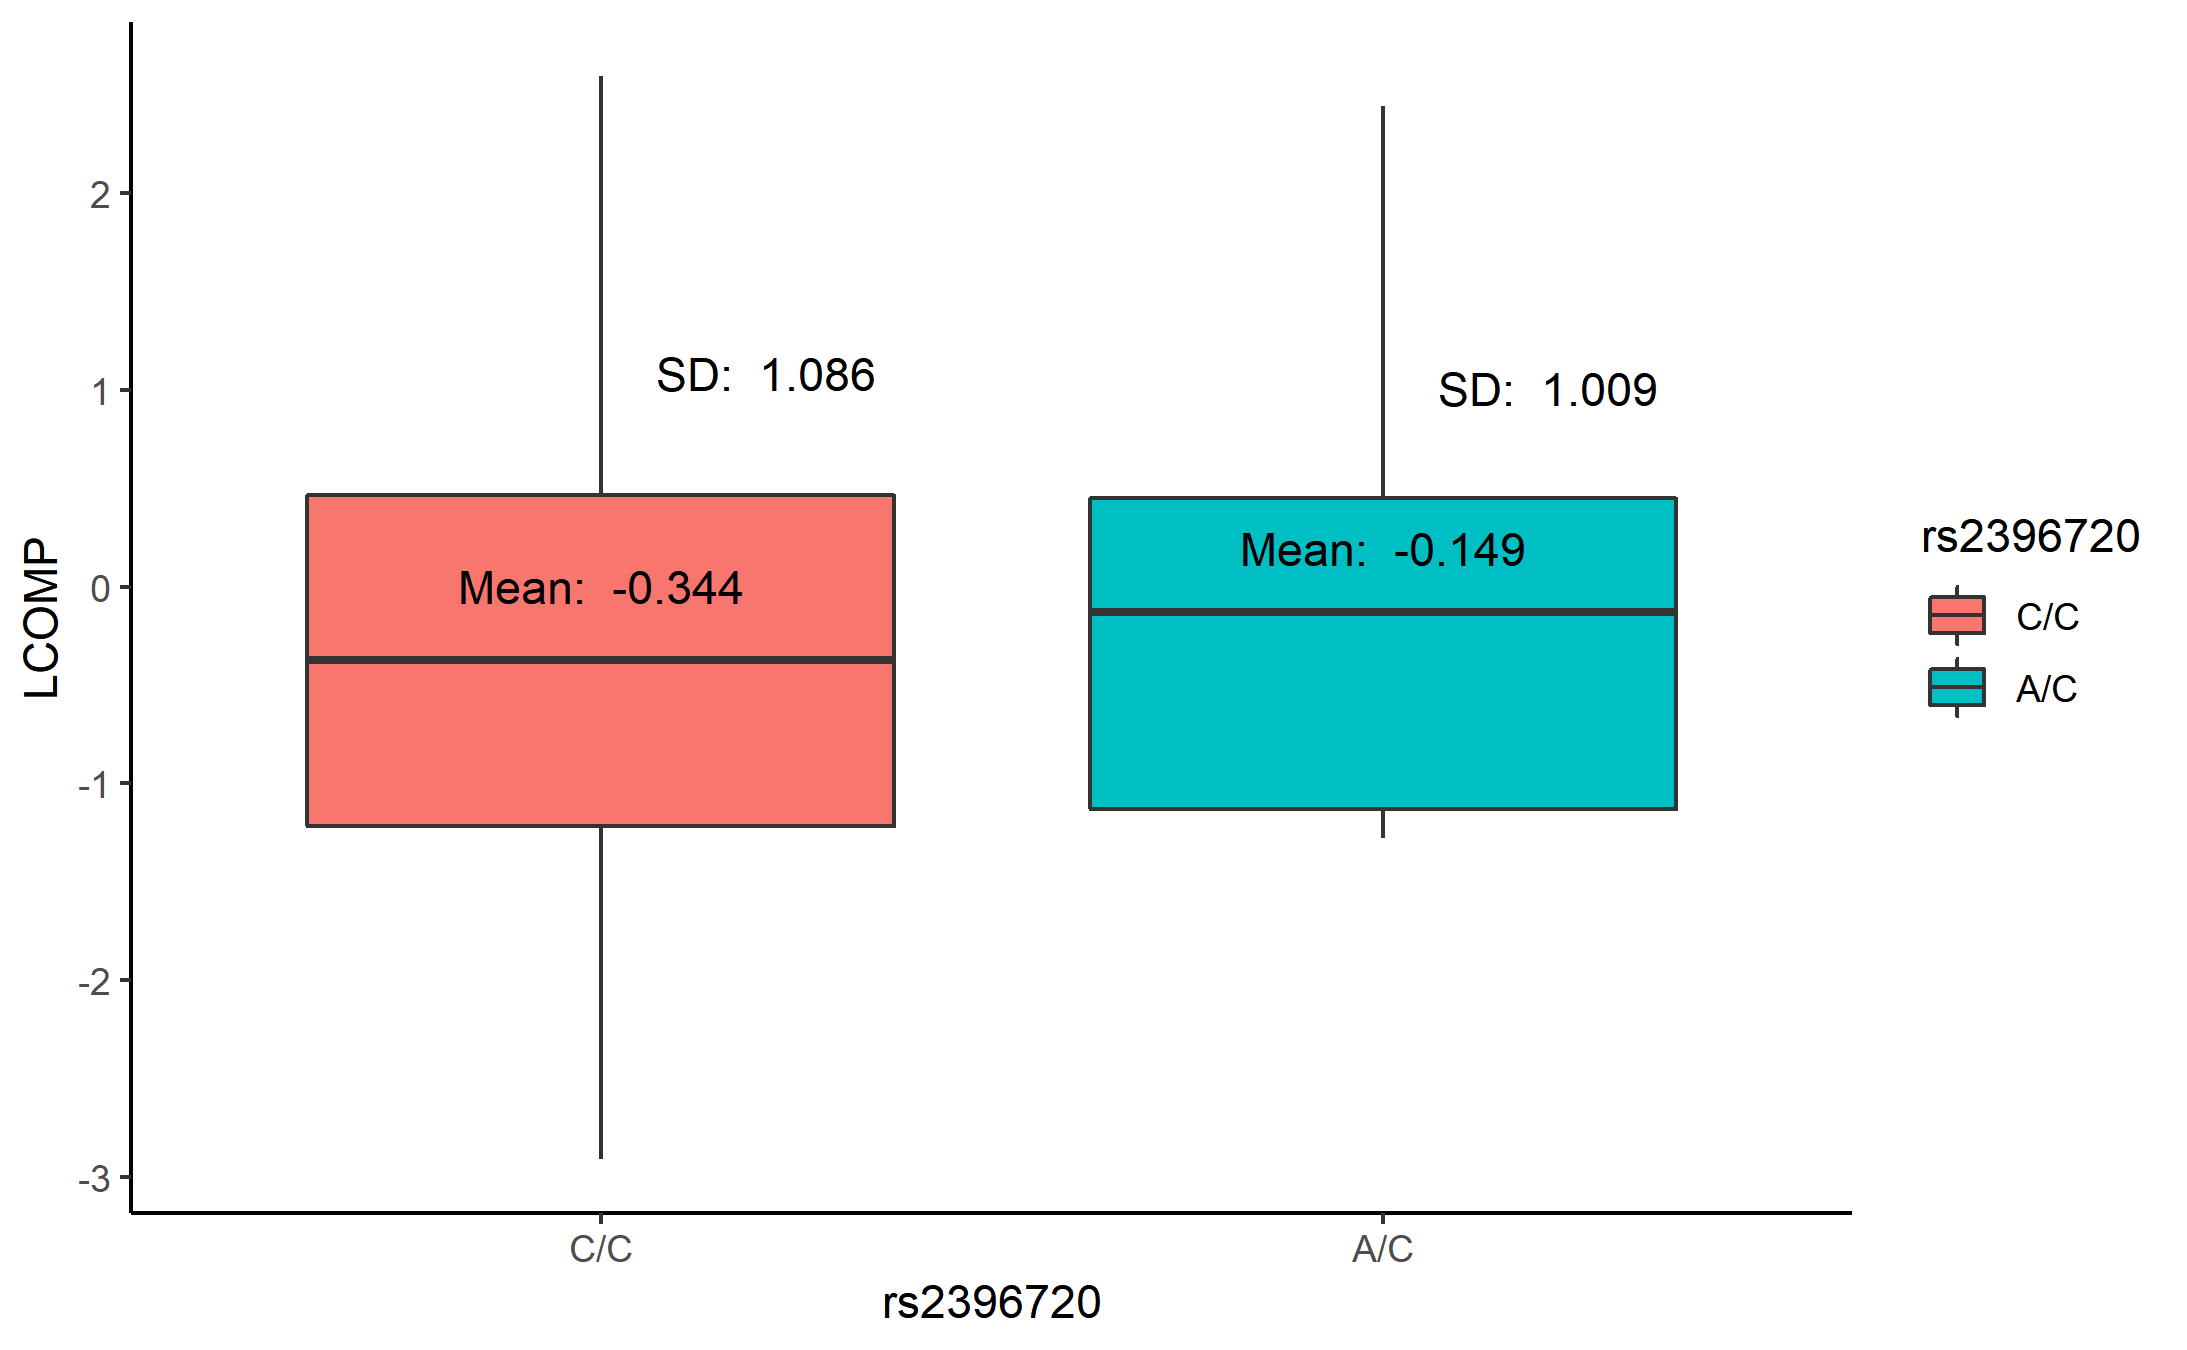 LCOMP
2
1
0
-1
-2
-3
SD:  1.086
SD:  1.009
Mean:  -0.344
Mean:  -0.149
C/C
A/C
rs2396720
rs2396720
C/C
A/C